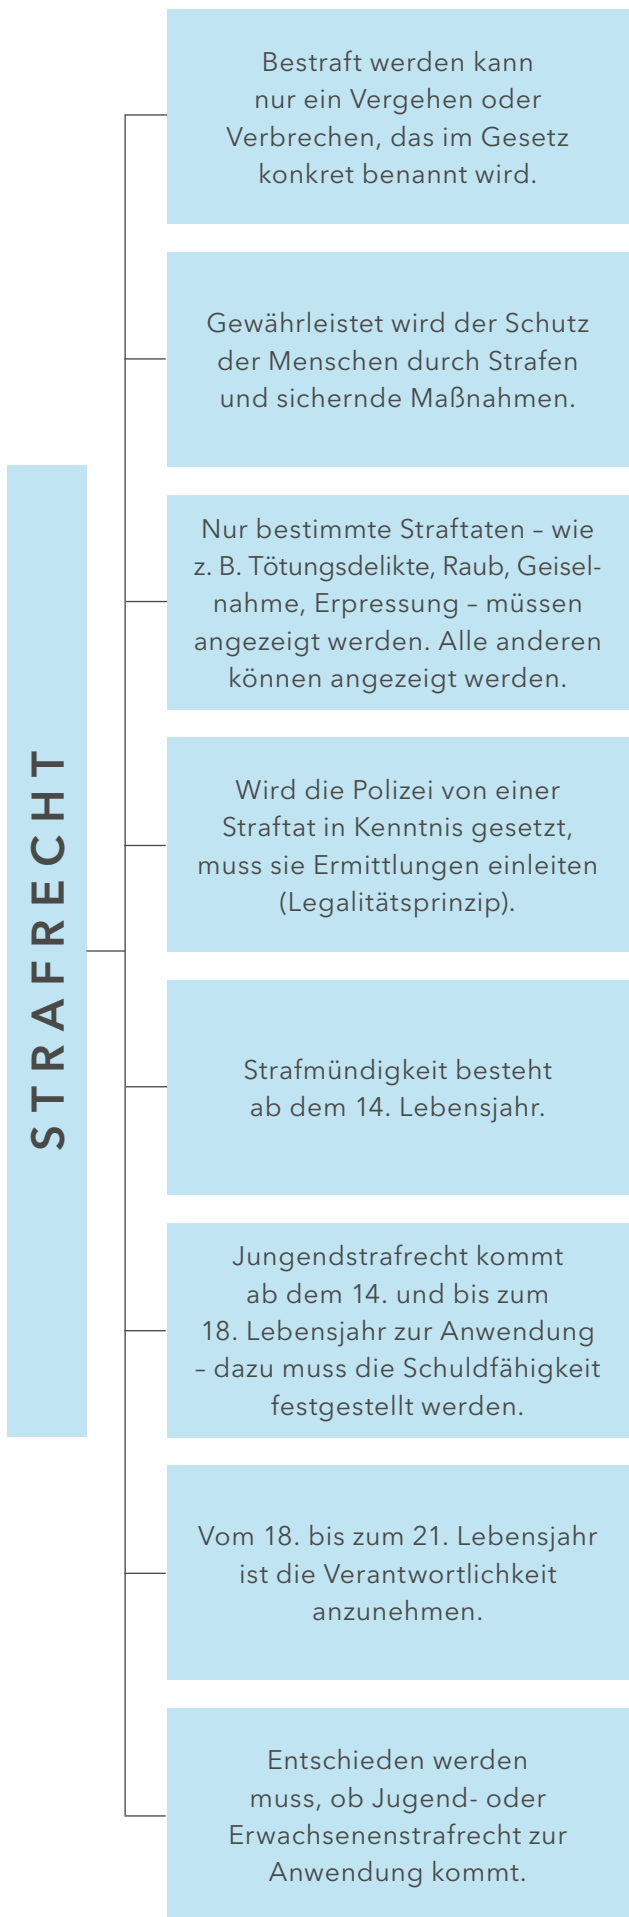 STRAFRECHT
Bestraft werden kann
nur ein Vergehen oder
Verbrechen, das im Gesetz
konkret benannt wird.
Gewährleistet wird der Schutz
der Menschen durch Strafen
und sichernde Maßnahmen.
Nur bestimmte Straftaten – wie
z. B. Tötungsdelikte, Raub, Geisel-
nahme, Erpressung – müssen
angezeigt werden. Alle anderen
können angezeigt werden.
Wird die Polizei von einer
Straftat in Kenntnis gesetzt,
muss sie Ermittlungen einleiten
(Legalitätsprinzip).
Strafmündigkeit besteht
ab dem 14. Lebensjahr.
Jungendstrafrecht kommt
ab dem 14. und bis zum
18. Lebensjahr zur Anwendung
– dazu muss die Schuldfähigkeit
festgestellt werden.
Vom 18. bis zum 21. Lebensjahr
ist die Verantwortlichkeit
anzunehmen.
Entschieden werden
muss, ob Jugend- oder
Erwachsenenstrafrecht zur
Anwendung kommt.